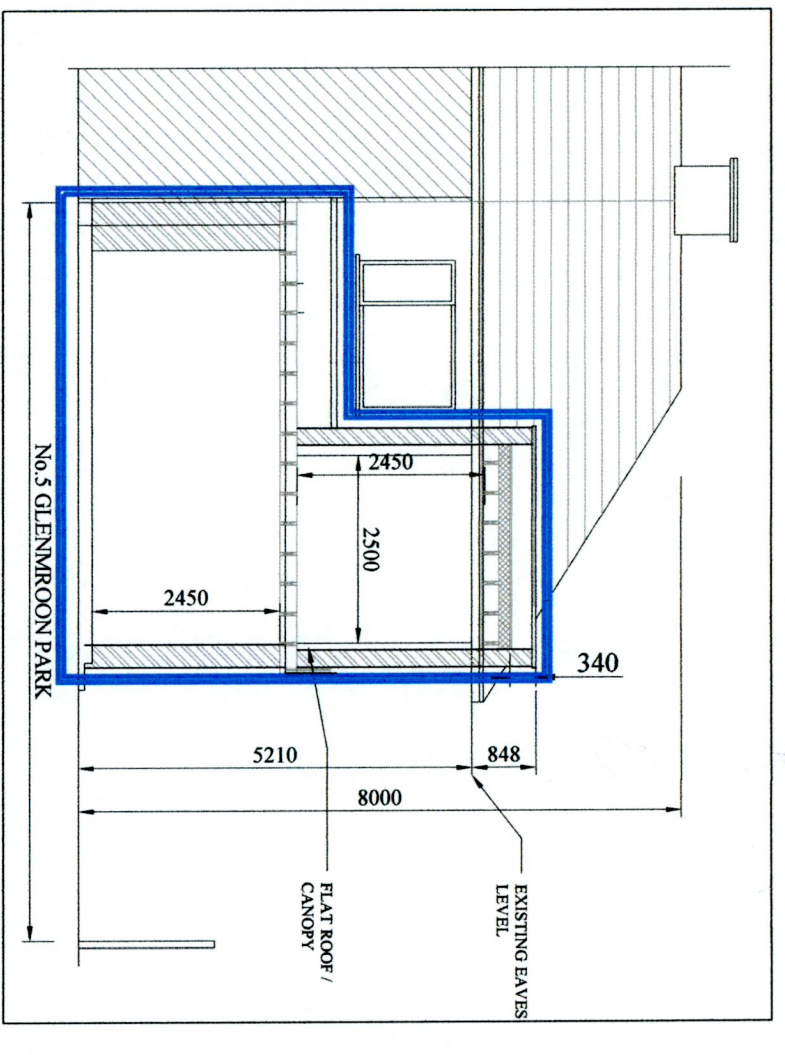 340
2450
2500
2450
848
5210
8000
EXISTING EAVES
LEVEL
FLAT ROOF /
CANOPY
No.5 GLENMROON PARK